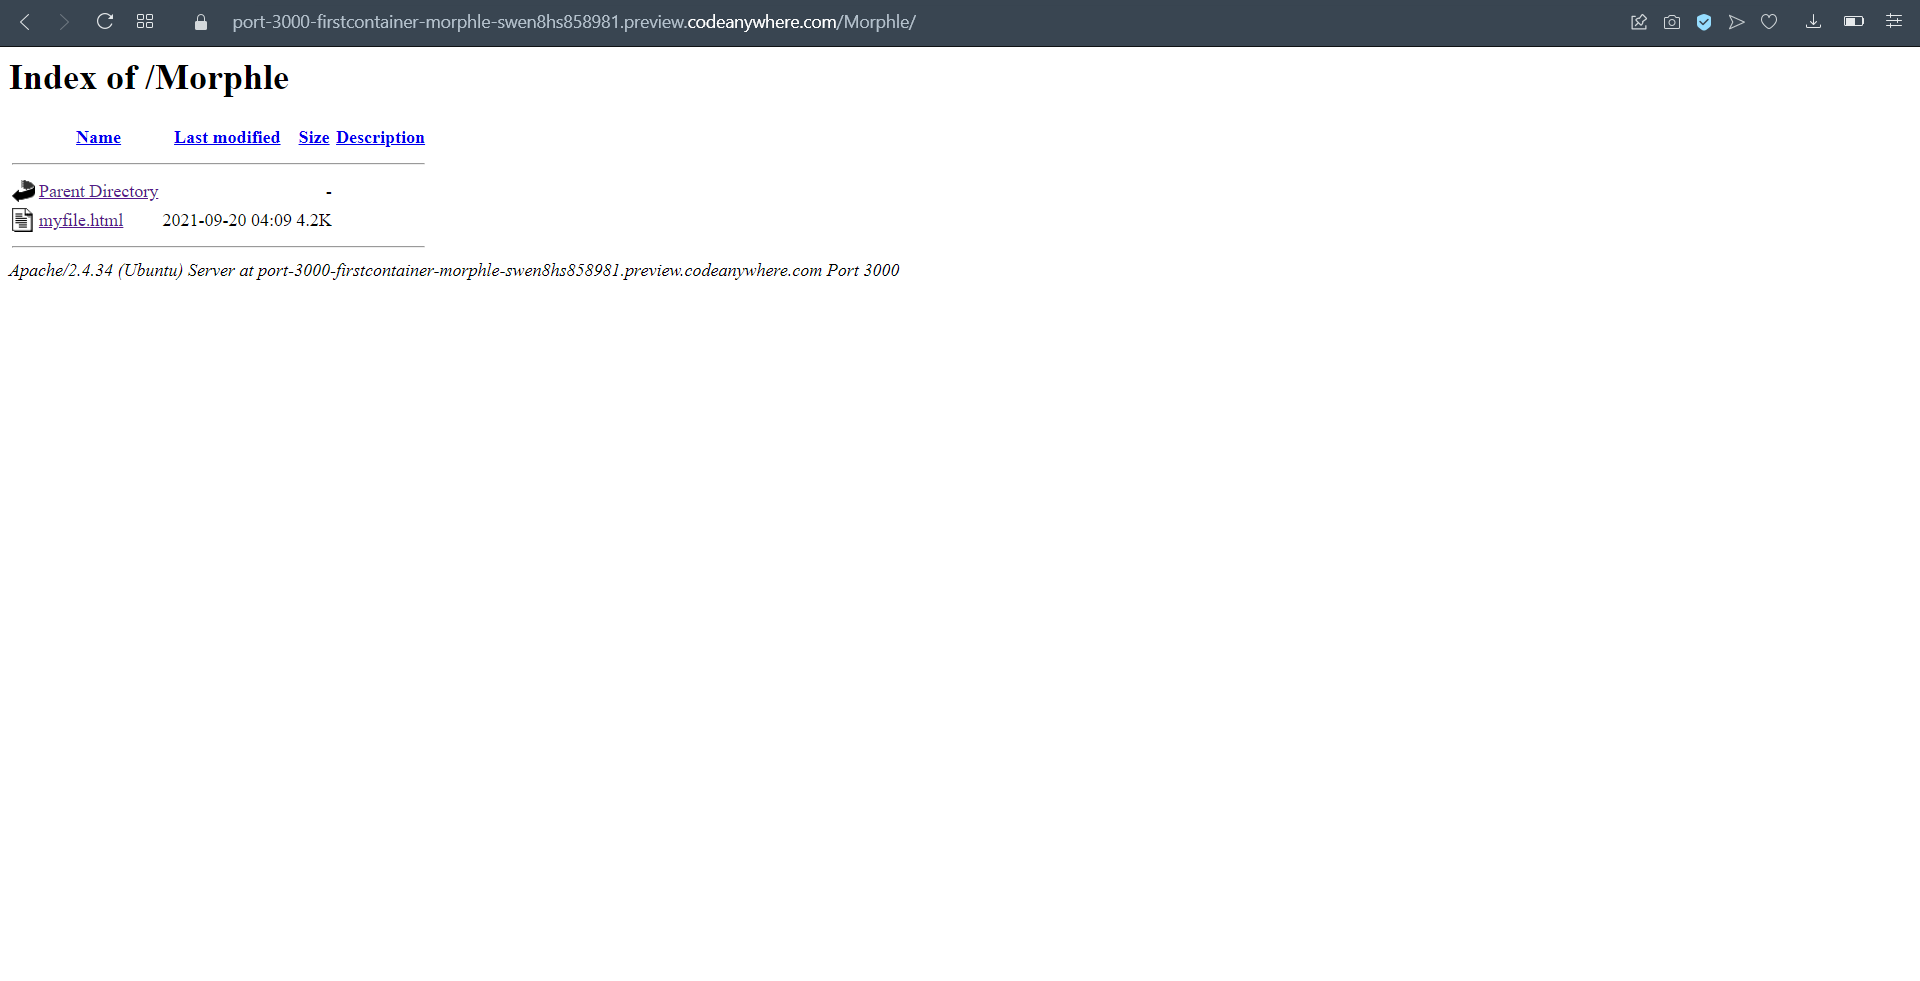 port-3000-firstcontainer-morphle-swen8hs858981.preview.codeanywhere.com/Morphle/
Index of /Morphle
Name Last modified Size Description
Parent Directory -
myfile.html 2021-09-20 04:09 4.2K
Apache/2.4.34 (Ubuntu) Server at port-3000-firstcontainer-morphle-swen8hs858981.preview.codeanywhere.com Port 3000